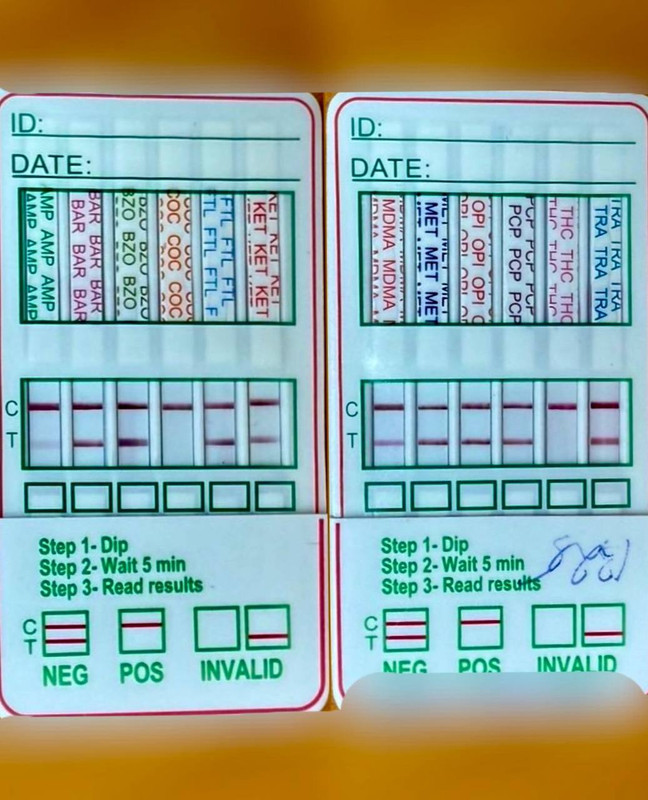 ID:
DATE:
AMP AMP AMP BAR BAR BAR BZO BZO BZO COC COC COC FTL FTL FTL KET KET KET
C
T
Step 1- Dip
Step 2- Wait 5 min
Step 3- Read results
C
T
NEG POS INVALID
ID:
DATE:
MDMA MDMA MET MET MET OPI OPI OPI PCP PCP PCP THC THC THC TRA TRA TRA
C
T
Step 1- Dip
Step 2- Wait 5 min
Step 3- Read results
C
T
NEG POS INVALID